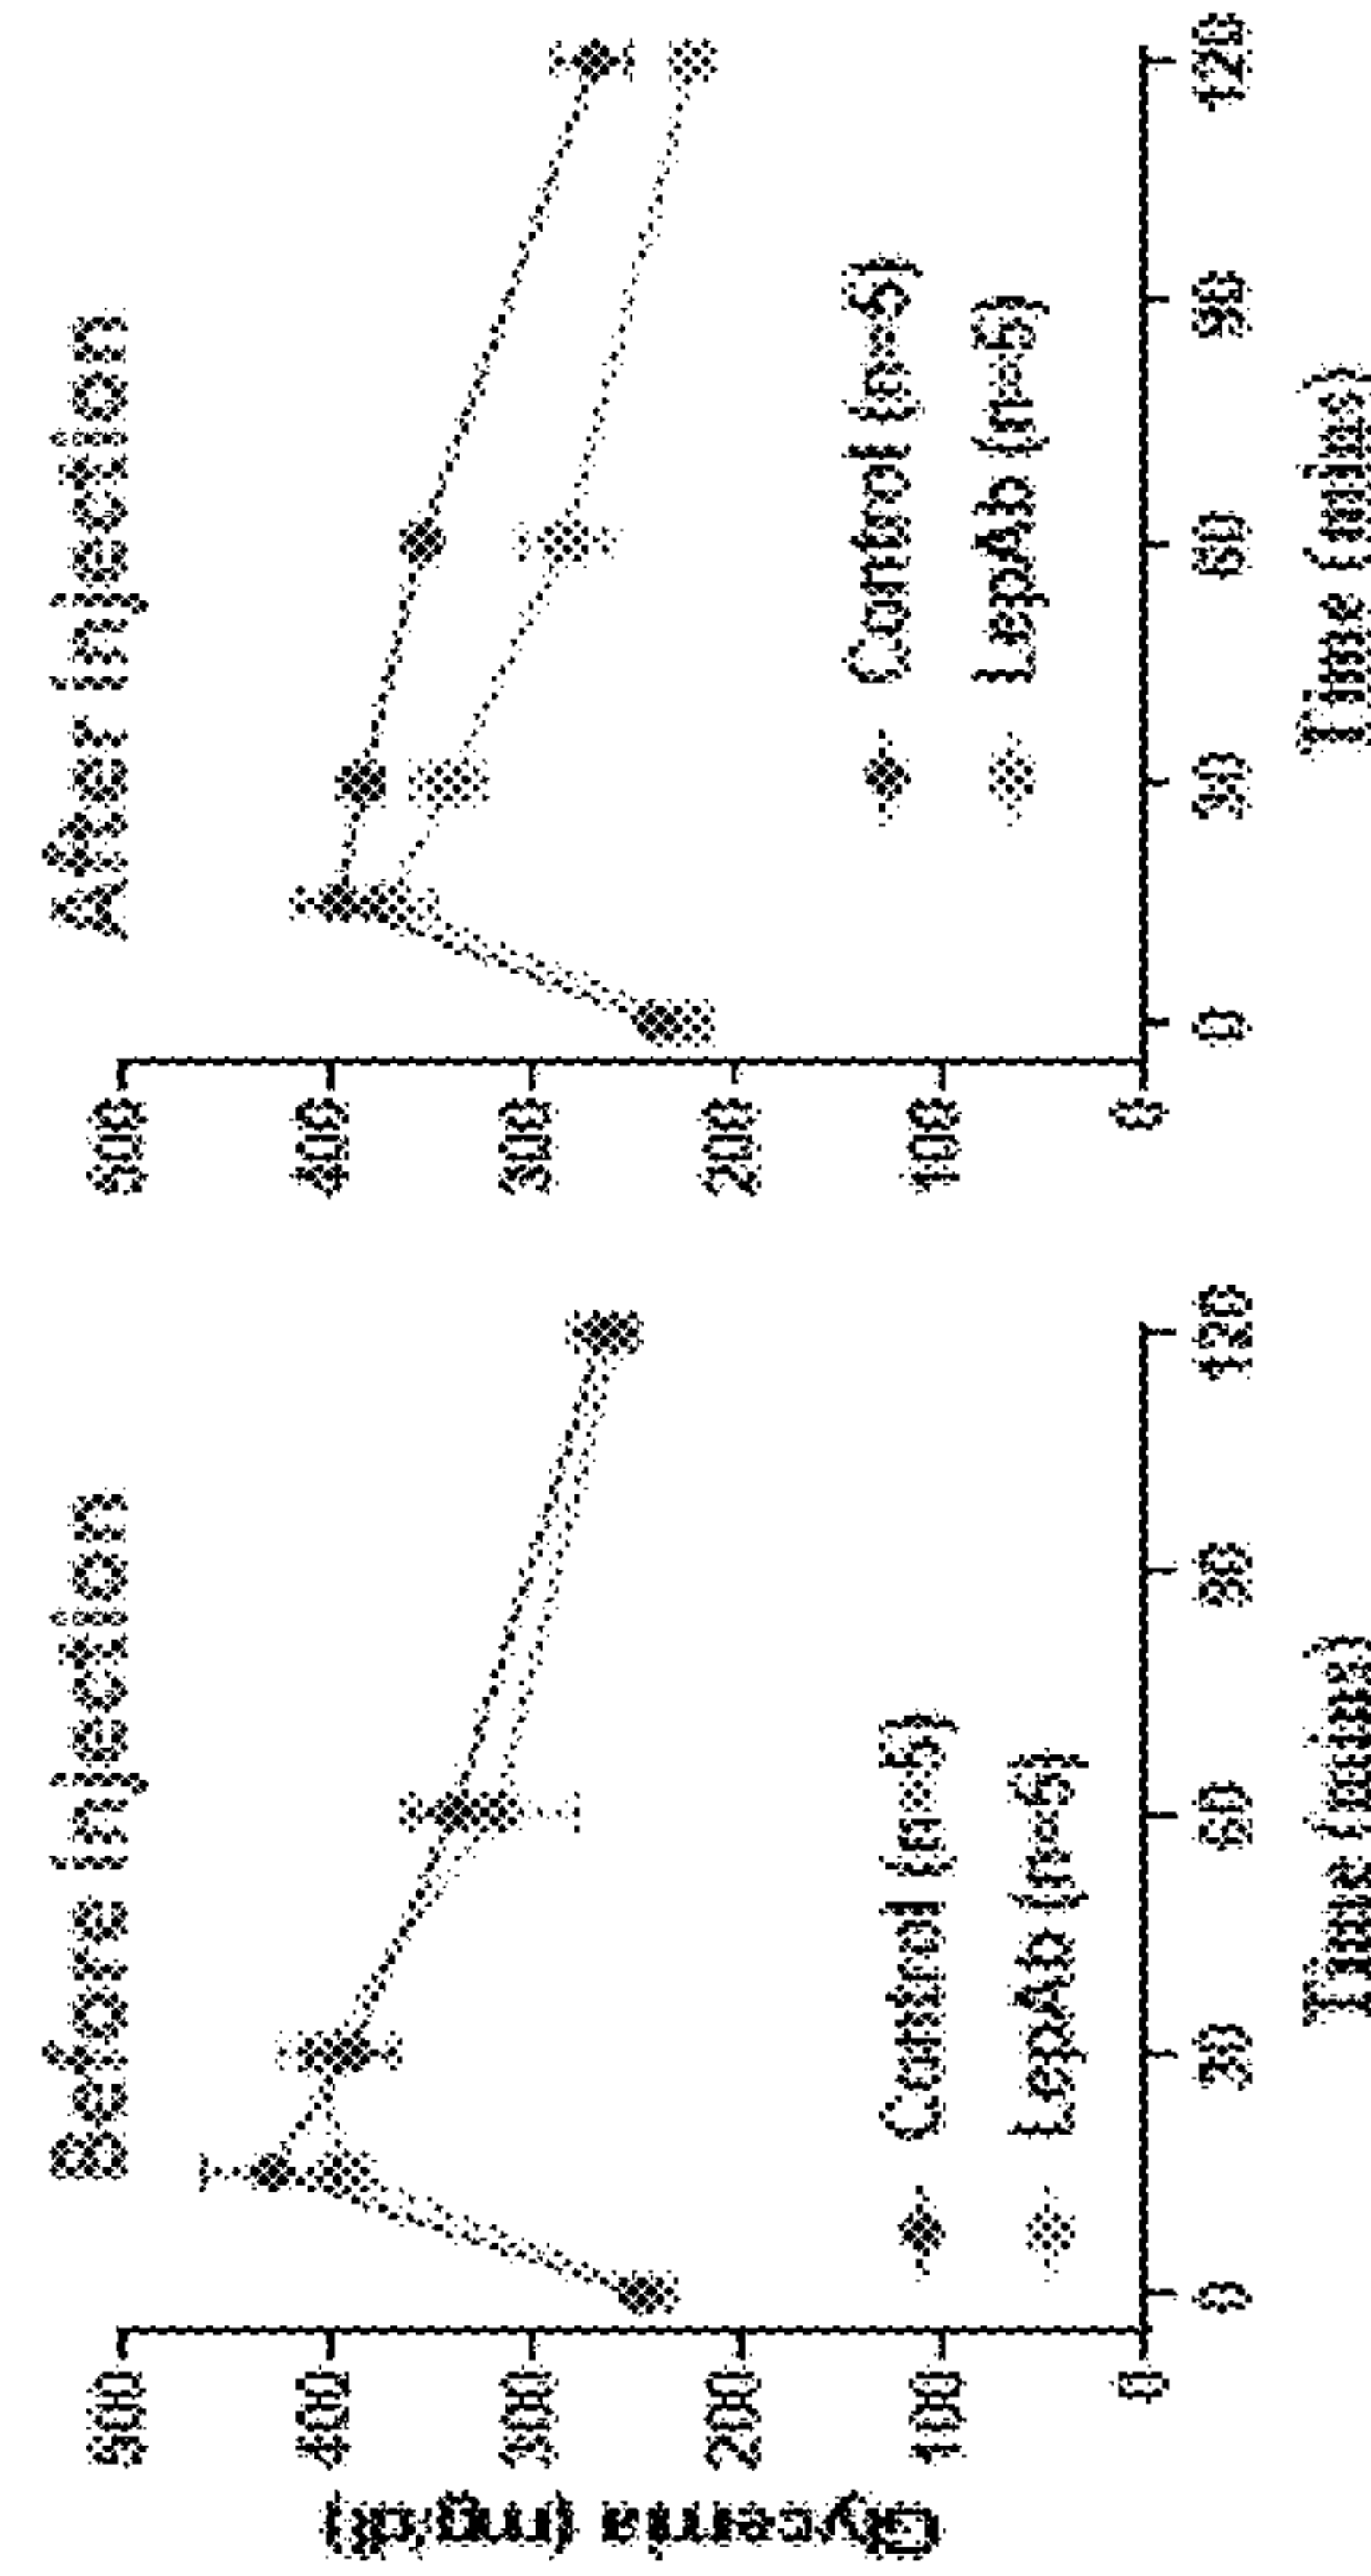 Before injection
Glycemia (mg/dl)
500
400
300
200
100
0
Control (n=5)
LepAb (n=5)
0
30
60
90
120
Time (mins)
After injection
500
400
300
200
100
0
Control (n=5)
LepAb (n=5)
0
30
60
90
120
Time (mins)